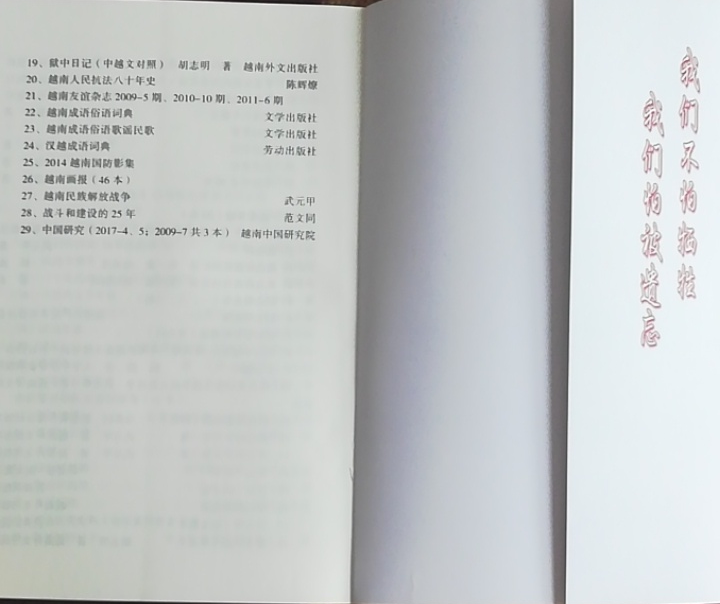 19、狱中日记（中越文对照） 胡志明 著 越南外文出版社
20、越南人民抗法八十年史 陈辉燎
21、越南友谊杂志 2009-5 期、2010-10 期、2011-6 期
22、越南成语俗语词典 文学出版社
23、越南成语俗语歌谣民歌 文学出版社
24、汉越成语词典 劳动出版社
25、2014 越南国防影集
26、越南画报（46 本）
27、越南民族解放战争 武元甲
28、战斗和建设的 25 年 范文同
29、中国研究（2017-4、5；2009-7 共 3 本） 越南中国研究院
我们不怕牺牲
我们怕被遗忘